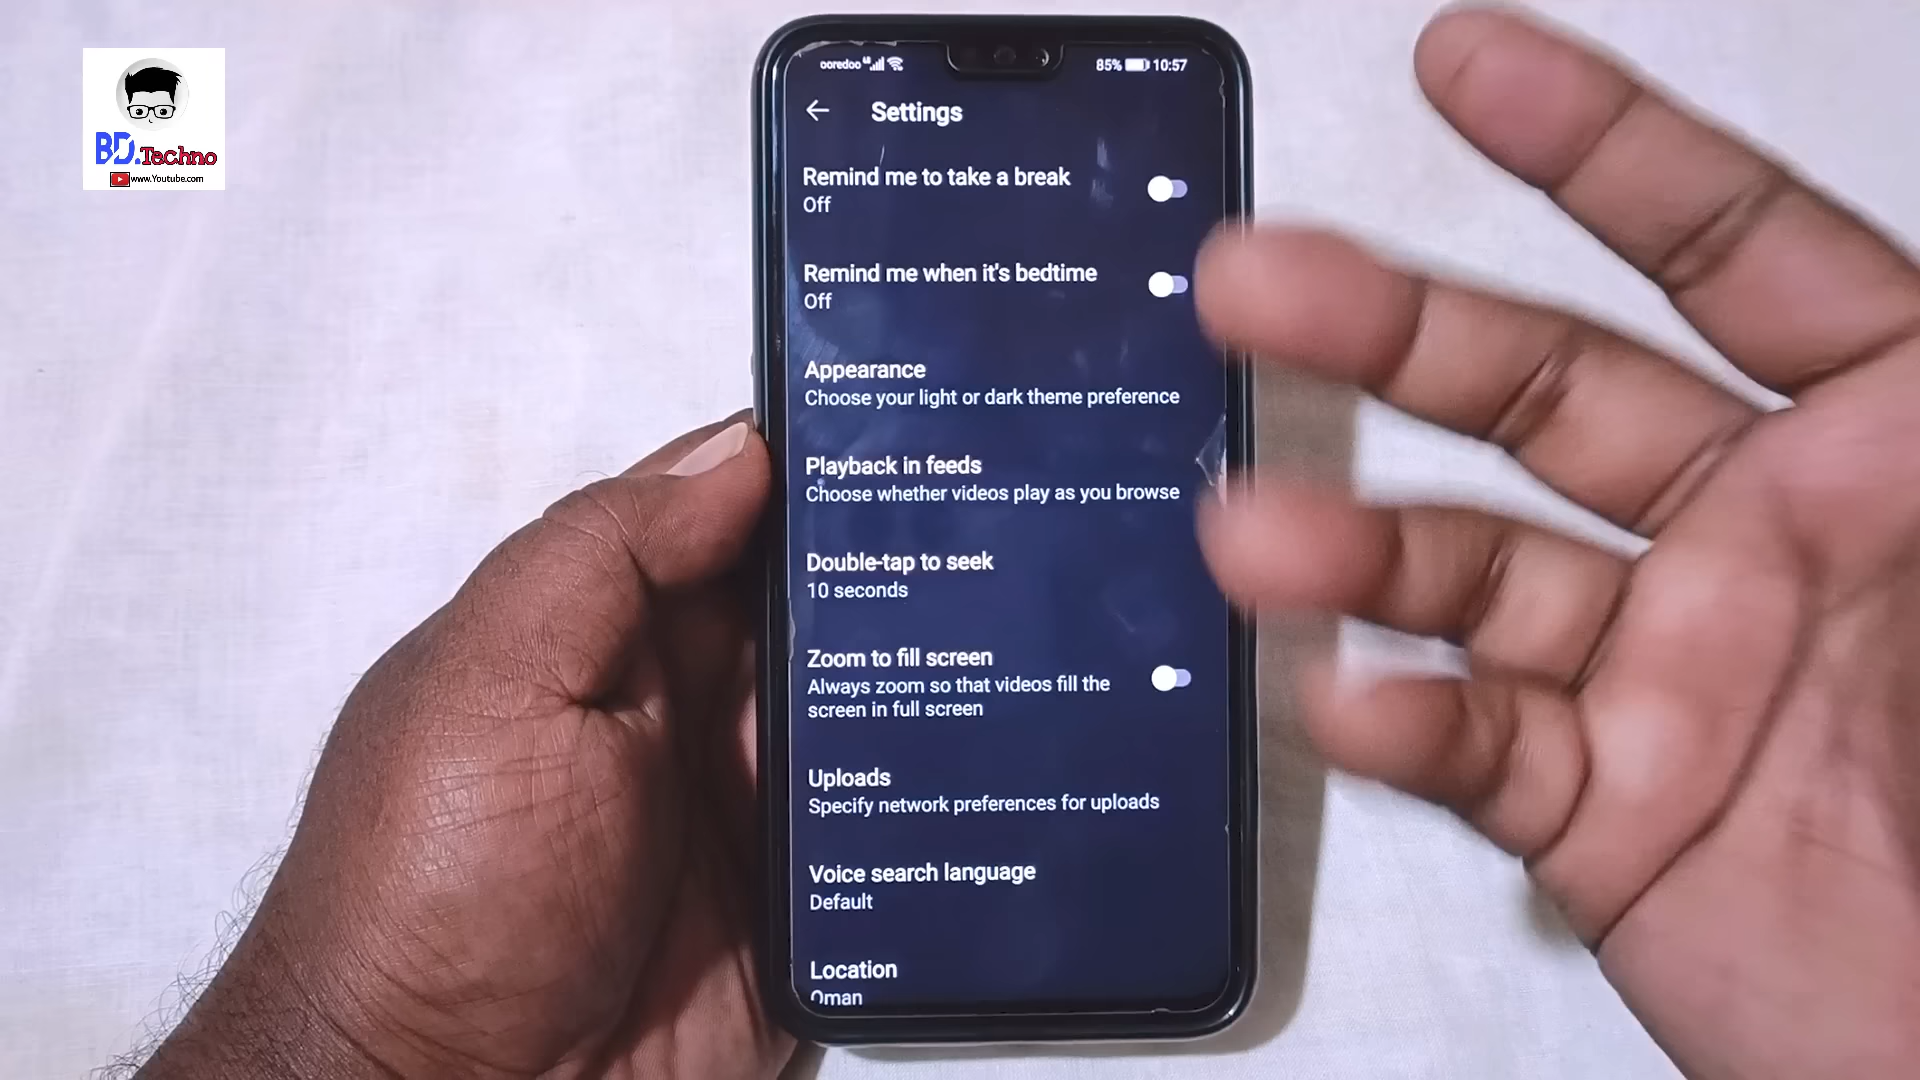 BD.Techno
www.Youtube.com
ooredoo 85% 10:57
Settings
Remind me to take a break
Off
Remind me when it's bedtime
Off
Appearance
Choose your light or dark theme preference
Playback in feeds
Choose whether videos play as you browse
Double-tap to seek
10 seconds
Zoom to fill screen
Always zoom so that videos fill the
screen in full screen
Uploads
Specify network preferences for uploads
Voice search language
Default
Location
Oman